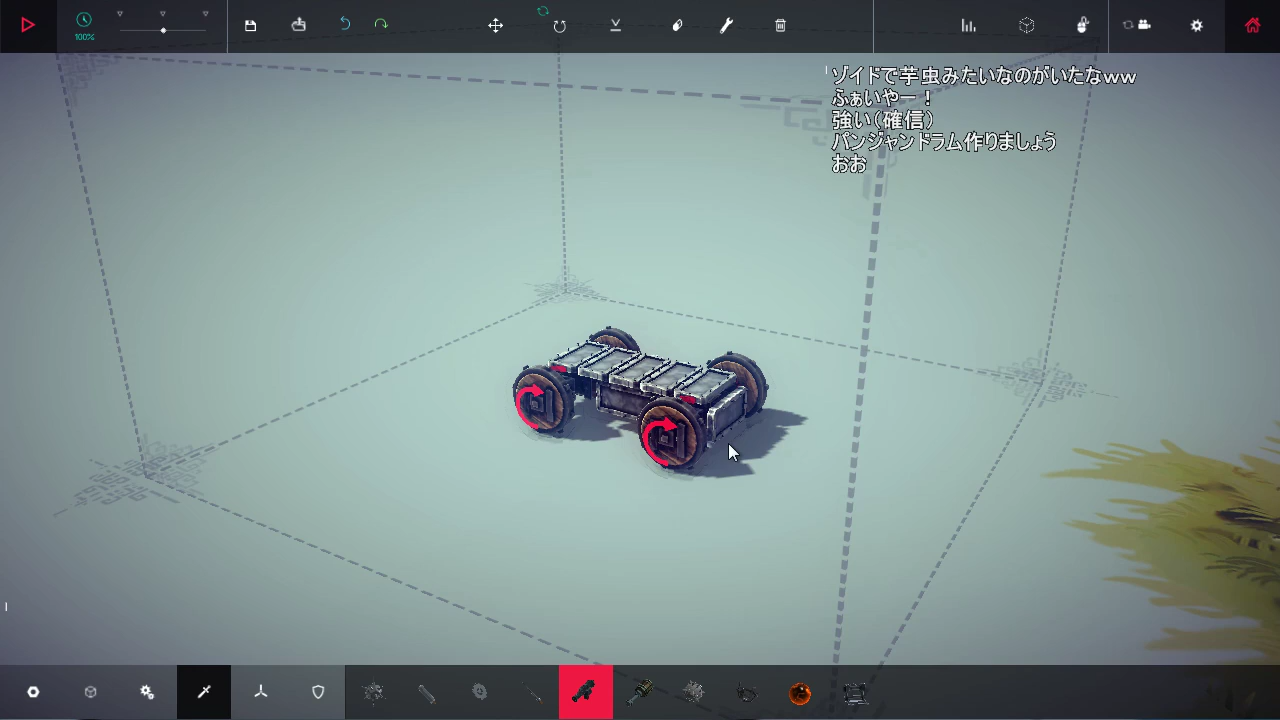 100%
ゾイドで芋虫みたいなのがいたなww
ふぁいやー！
強い（確信）
パンジャンドラム作りましょう
おお